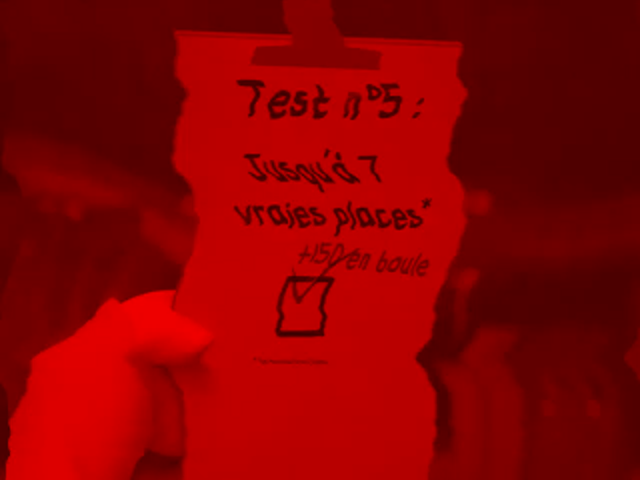 Test n°5 :
Jusqu'à 7
vraies places*
+150 en boule